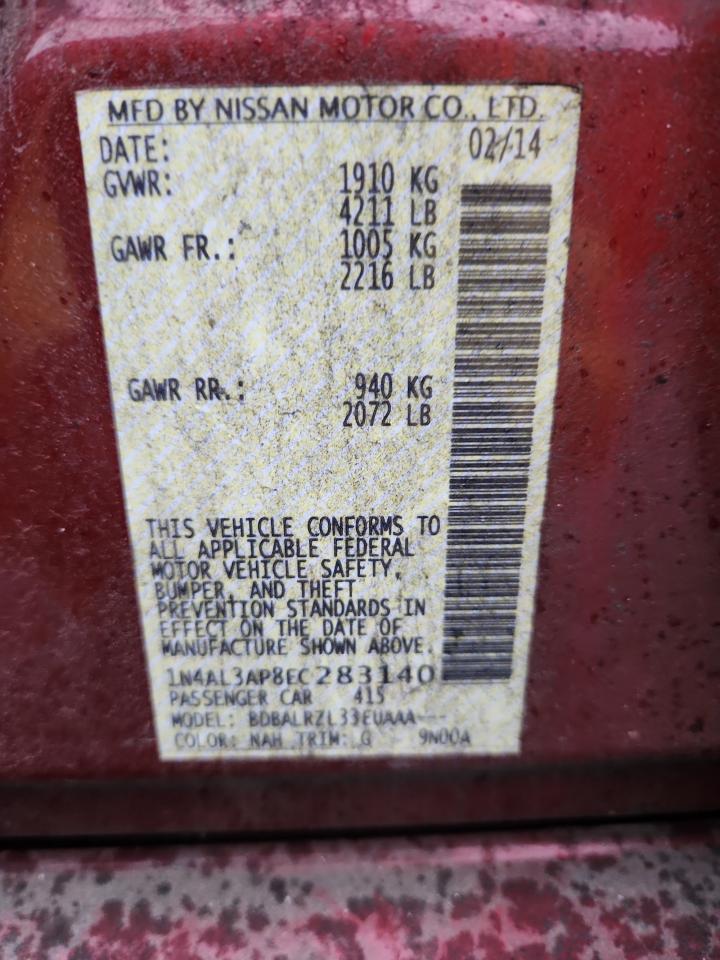 MFD BY NISSAN MOTOR CO., LTD.
DATE: 02/14
GVWR: 1910 KG
4211 LB
GAWR FR.: 1005 KG
2216 LB
GAWR RR.: 940 KG
2072 LB
THIS VEHICLE CONFORMS TO
ALL APPLICABLE FEDERAL
MOTOR VEHICLE SAFETY,
BUMPER, AND THEFT
PREVENTION STANDARDS IN
EFFECT ON THE DATE OF
MANUFACTURE SHOWN ABOVE.
1N4AL3AP8EC283140
PASSENGER CAR 415
MODEL: BDBALRZL33EUAAA---
COLOR: NAH TRIM: G 9N00A